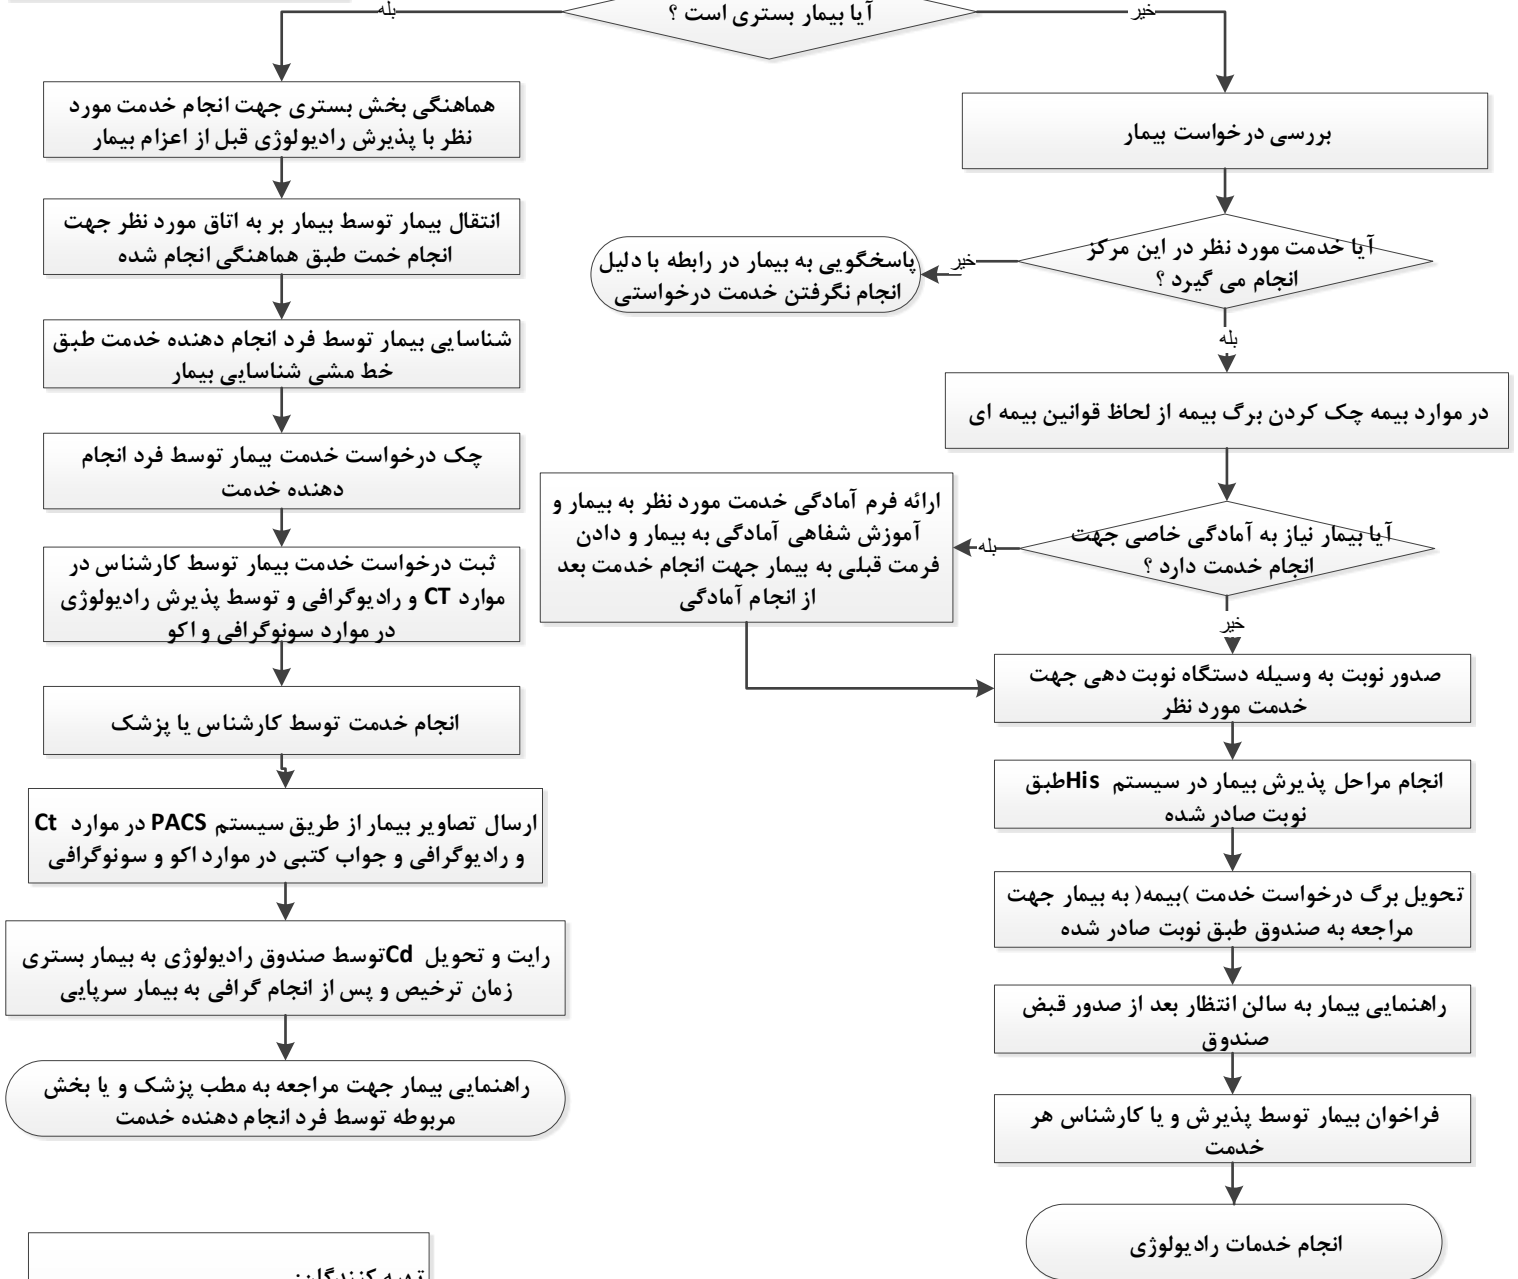 آیا بیمار بستری است ؟
بله
خیر
هماهنگی بخش بستری جهت انجام خدمت مورد
نظر با پذیرش رادیولوژی قبل از اعزام بیمار
انتقال بیمار توسط بیمار بر به اتاق مورد نظر جهت
انجام خمت طبق هماهنگی انجام شده
شناسایی بیمار توسط فرد انجام دهنده خدمت طبق
خط مشی شناسایی بیمار
چک درخواست خدمت بیمار توسط فرد انجام
دهنده خدمت
ثبت درخواست خدمت بیمار توسط کارشناس در
موارد CT و رادیوگرافی و توسط پذیرش رادیولوژی
در موارد سونوگرافی و اکو
انجام خدمت توسط کارشناس یا پزشک
ارسال تصاویر بیمار از طریق سیستم PACS در موارد Ct
و رادیوگرافی و جواب کتبی در موارد اکو و سونوگرافی
رایت و تحویل Cdتوسط صندوق رادیولوژی به بیمار بستری
زمان ترخیص و پس از انجام گرافی به بیمار سرپایی
راهنمایی بیمار جهت مراجعه به مطب پزشک و یا بخش
مربوطه توسط فرد انجام دهنده خدمت
بررسی درخواست بیمار
آیا خدمت مورد نظر در این مرکز
انجام می گیرد ؟
خیر
پاسخگویی به بیمار در رابطه با دلیل
انجام نگرفتن خدمت درخواستی
بله
در موارد بیمه چک کردن برگ بیمه از لحاظ قوانین بیمه ای
آیا بیمار نیاز به آمادگی خاصی جهت
انجام خدمت دارد ؟
بله
ارائه فرم آمادگی خدمت مورد نظر به بیمار و
آموزش شفاهی آمادگی به بیمار و دادن
فرمت قبلی به بیمار جهت انجام خدمت بعد
از انجام آمادگی
خیر
صدور نوبت به وسیله دستگاه نوبت دهی جهت
خدمت مورد نظر
انجام مراحل پذیرش بیمار در سیستم Hisطبق
نوبت صادر شده
تحویل برگ درخواست خدمت )بیمه( به بیمار جهت
مراجعه به صندوق طبق نوبت صادر شده
راهنمایی بیمار به سالن انتظار بعد از صدور قبض
صندوق
فراخوان بیمار توسط پذیرش و یا کارشناس هر
خدمت
انجام خدمات رادیولوژی
تهیه کنندگان: